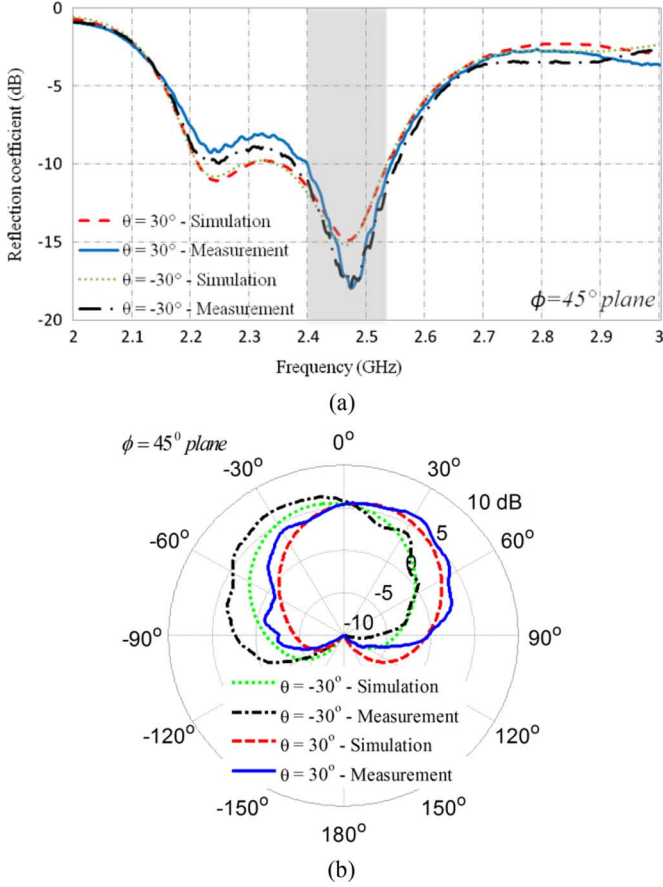 0
-5
-10
-15
-20
Reflection coefficient (dB)
θ = 30° - Simulation
θ = 30° - Measurement
θ = -30° - Simulation
θ = -30° - Measurement
ϕ=45° plane
2 2.1 2.2 2.3 2.4 2.5 2.6 2.7 2.8 2.9 3
Frequency (GHz)
(a)
ϕ = 45⁰ plane
0°
-30°
30°
10 dB
-60°
5
60°
0
-5
-10
-90°
90°
θ = -30° - Simulation
θ = -30° - Measurement
θ = 30° - Simulation
θ = 30° - Measurement
-120°
120°
-150°
150°
180°
(b)